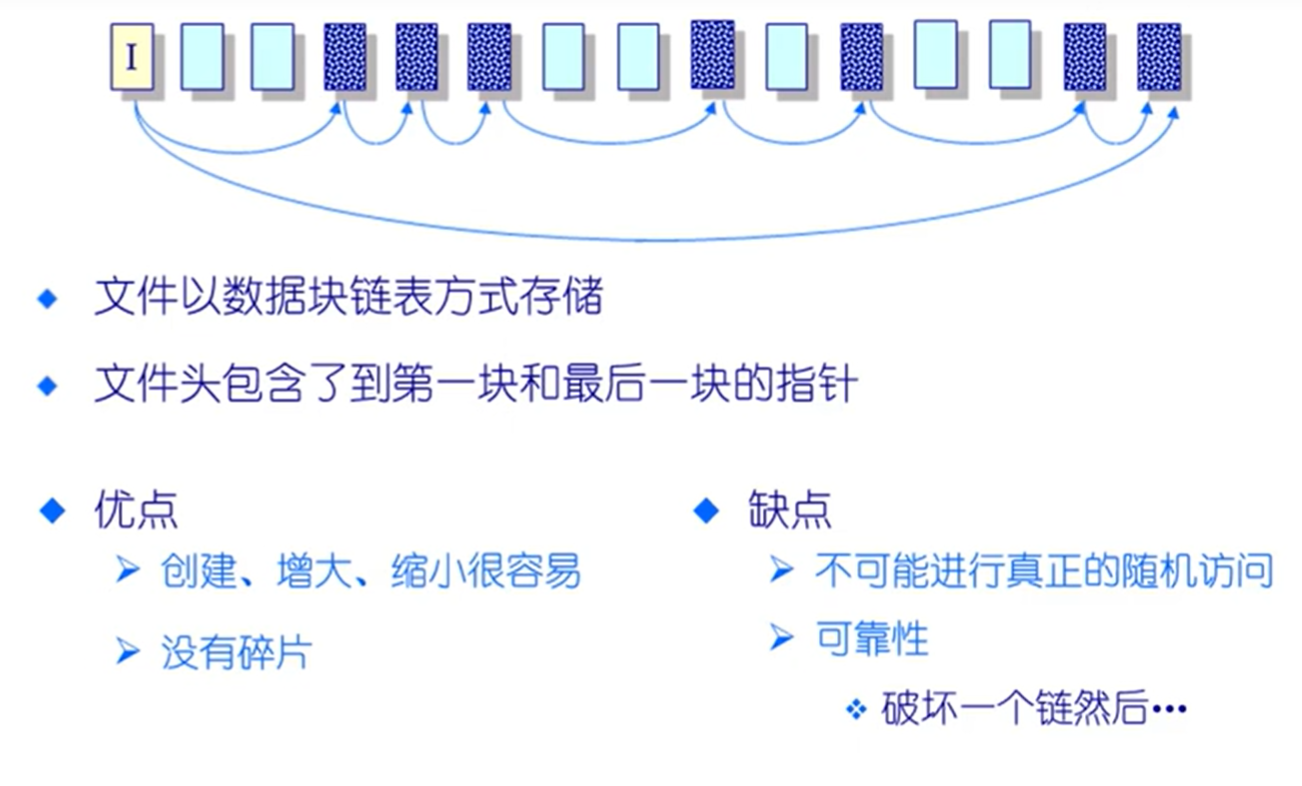 I
文件以数据块链表方式存储
文件头包含了到第一块和最后一块的指针
优点
创建、增大、缩小很容易
没有碎片
缺点
不可能进行真正的随机访问
可靠性
破坏一个链然后···